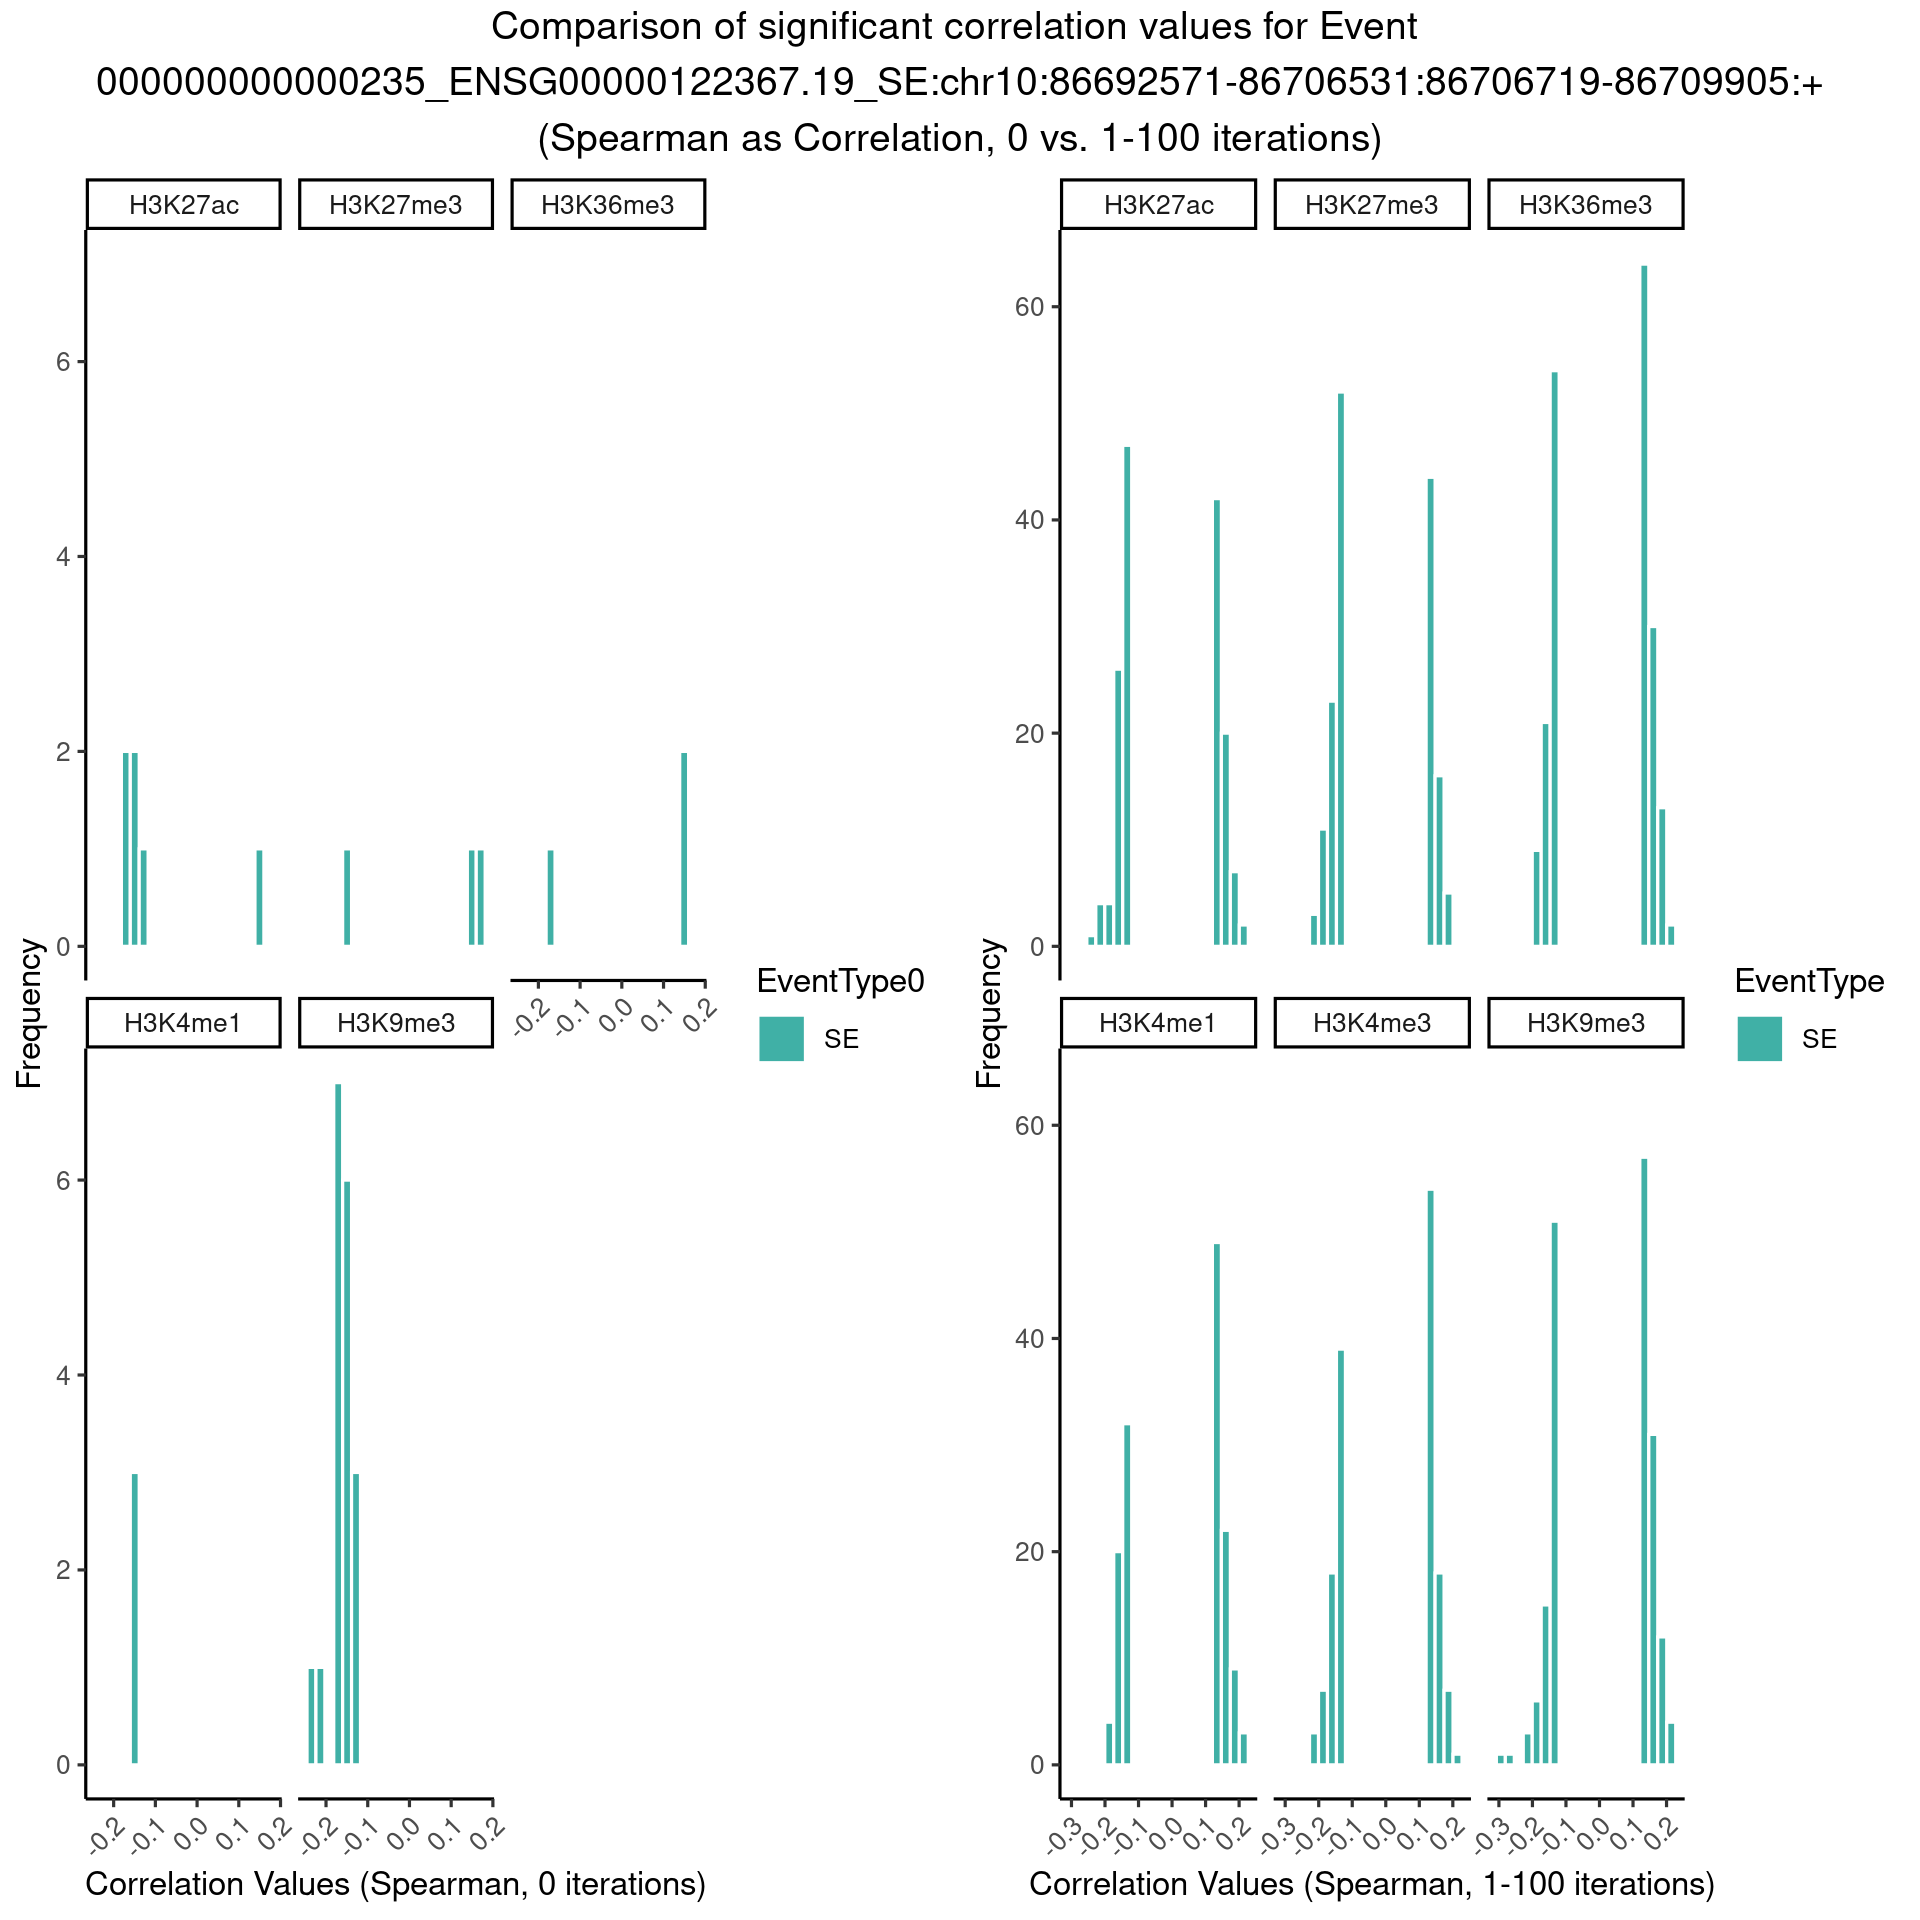 Comparison of significant correlation values for Event
000000000000235_ENSG00000122367.19_SE:chr10:86692571-86706531:86706719-86709905:+
(Spearman as Correlation, 0 vs. 1-100 iterations)
H3K27ac H3K27me3 H3K36me3
6
4
2
0
-0.2 -0.1 0.0 0.1 0.2
H3K4me1 H3K9me3
6
4
2
0
-0.2 -0.1 0.0 0.1 0.2 -0.2 -0.1 0.0 0.1 0.2
Frequency
Correlation Values (Spearman, 0 iterations)
EventType0
SE
H3K27ac H3K27me3 H3K36me3
60
40
20
0
H3K4me1 H3K4me3 H3K9me3
60
40
20
0
-0.3 -0.2 -0.1 0.0 0.1 0.2 -0.3 -0.2 -0.1 0.0 0.1 0.2 -0.3 -0.2 -0.1 0.0 0.1 0.2
Frequency
Correlation Values (Spearman, 1-100 iterations)
EventType
SE